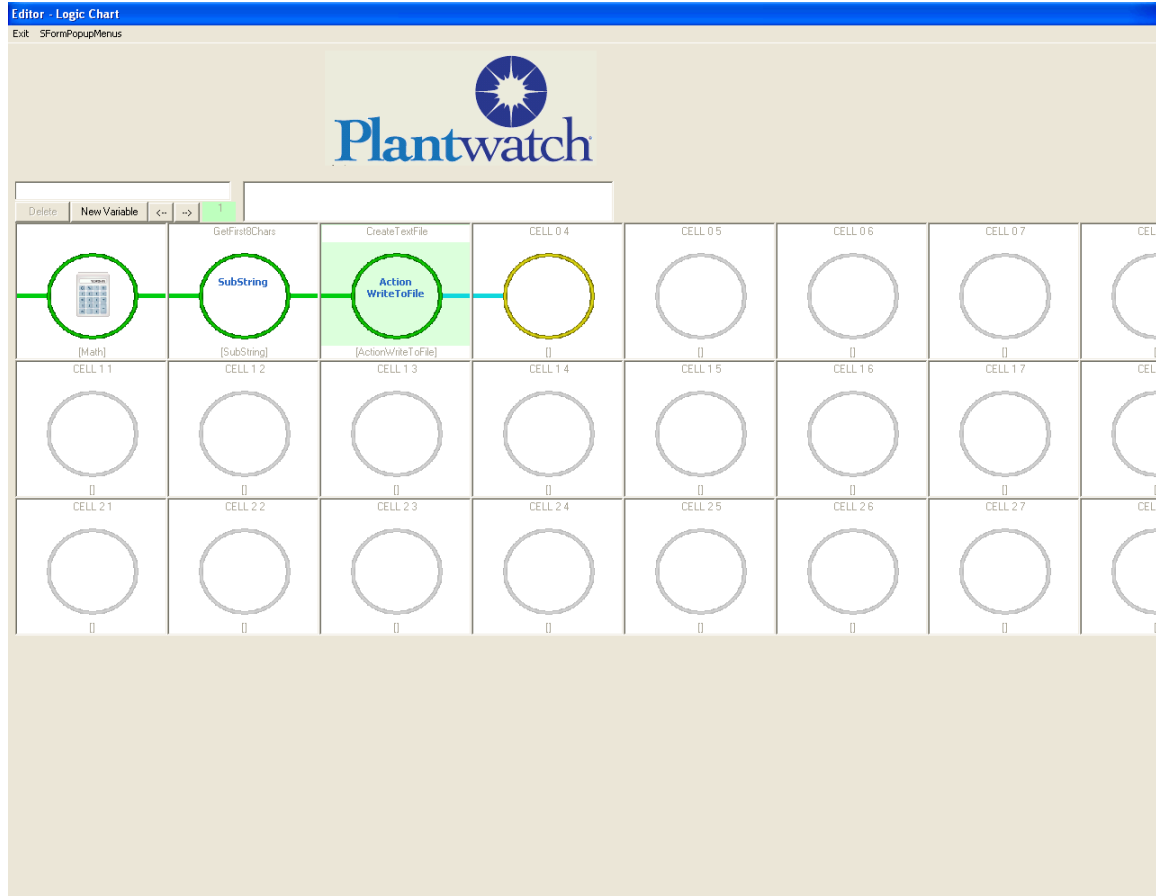 Editor - Logic Chart
Exit SFormPopupMenus
Plantwatch
Delete New Variable <-- --> 1
GetFirst8Chars CreateTextFile CELL 0 4 CELL 0 5 CELL 0 6 CELL 0 7 CEL
SubString
Action
WriteToFile
[Math] [SubString] [ActionWriteToFile] [] [] [] []
CELL 1 1 CELL 1 2 CELL 1 3 CELL 1 4 CELL 1 5 CELL 1 6 CELL 1 7 CEL
[] [] [] [] [] [] []
CELL 2 1 CELL 2 2 CELL 2 3 CELL 2 4 CELL 2 5 CELL 2 6 CELL 2 7 CEL
[] [] [] [] [] [] []